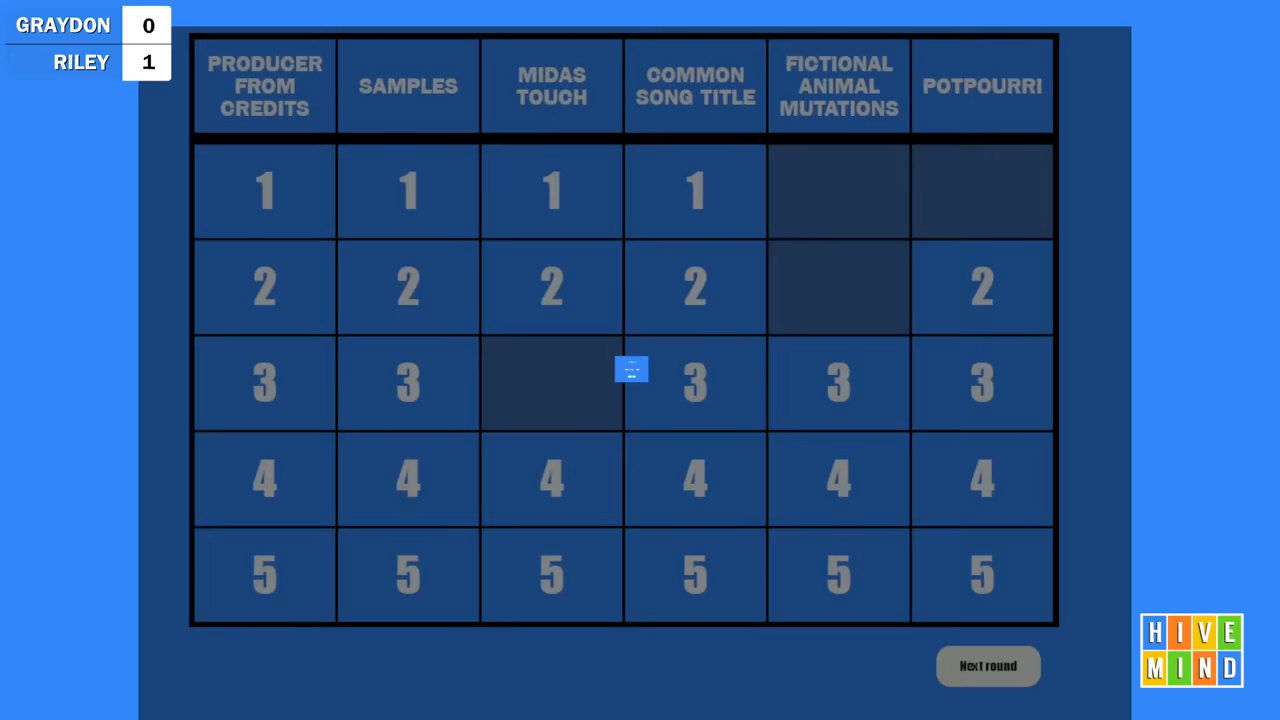 GRAYDON 0
RILEY 1
PRODUCER FROM CREDITS
SAMPLES
MIDAS TOUCH
COMMON SONG TITLE
FICTIONAL ANIMAL MUTATIONS
POTPOURRI
1 1 1 1
2 2 2 2 2
3 3 3 3 3
4 4 4 4 4 4
5 5 5 5 5 5
Next round
HIVE
MIND